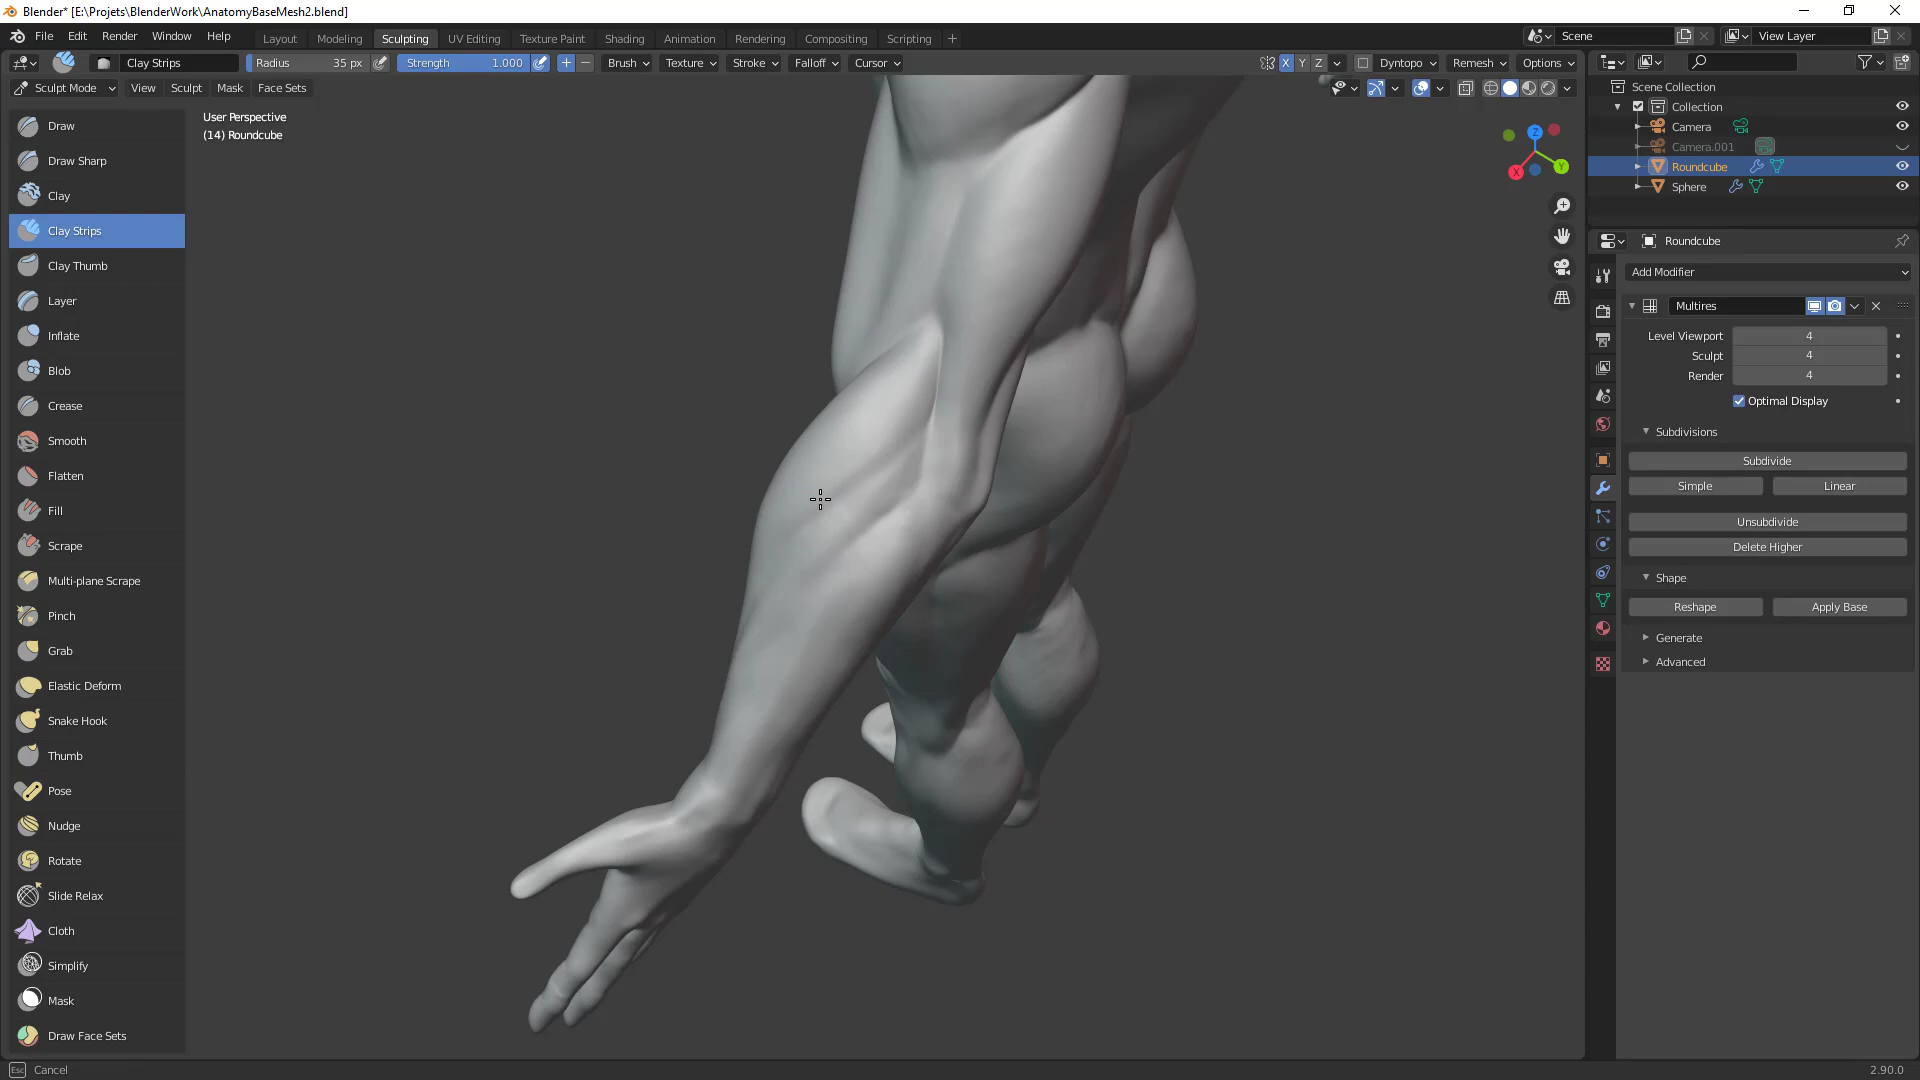 Blender* [E:\Projets\BlenderWork\AnatomyBaseMesh2.blend]
File Edit Render Window Help Layout Modeling Sculpting UV Editing Texture Paint Shading Animation Rendering Compositing Scripting + Scene View Layer
Clay Strips Radius 35 px Strength 1.000 Brush Texture Stroke Falloff Cursor X Y Z Dyntopo Remesh Options
Sculpt Mode View Sculpt Mask Face Sets
User Perspective
(14) Roundcube
Draw
Draw Sharp
Clay
Clay Strips
Clay Thumb
Layer
Inflate
Blob
Crease
Smooth
Flatten
Fill
Scrape
Multi-plane Scrape
Pinch
Grab
Elastic Deform
Snake Hook
Thumb
Pose
Nudge
Rotate
Slide Relax
Cloth
Simplify
Mask
Draw Face Sets
Z
X Y
Scene Collection
Collection
Camera
Camera.001
Roundcube
Sphere
Roundcube
Add Modifier
Multires
Level Viewport 4
Sculpt 4
Render 4
Optimal Display
Subdivisions
Subdivide
Simple Linear
Unsubdivide
Delete Higher
Shape
Reshape Apply Base
Generate
Advanced
Esc Cancel
2.90.0